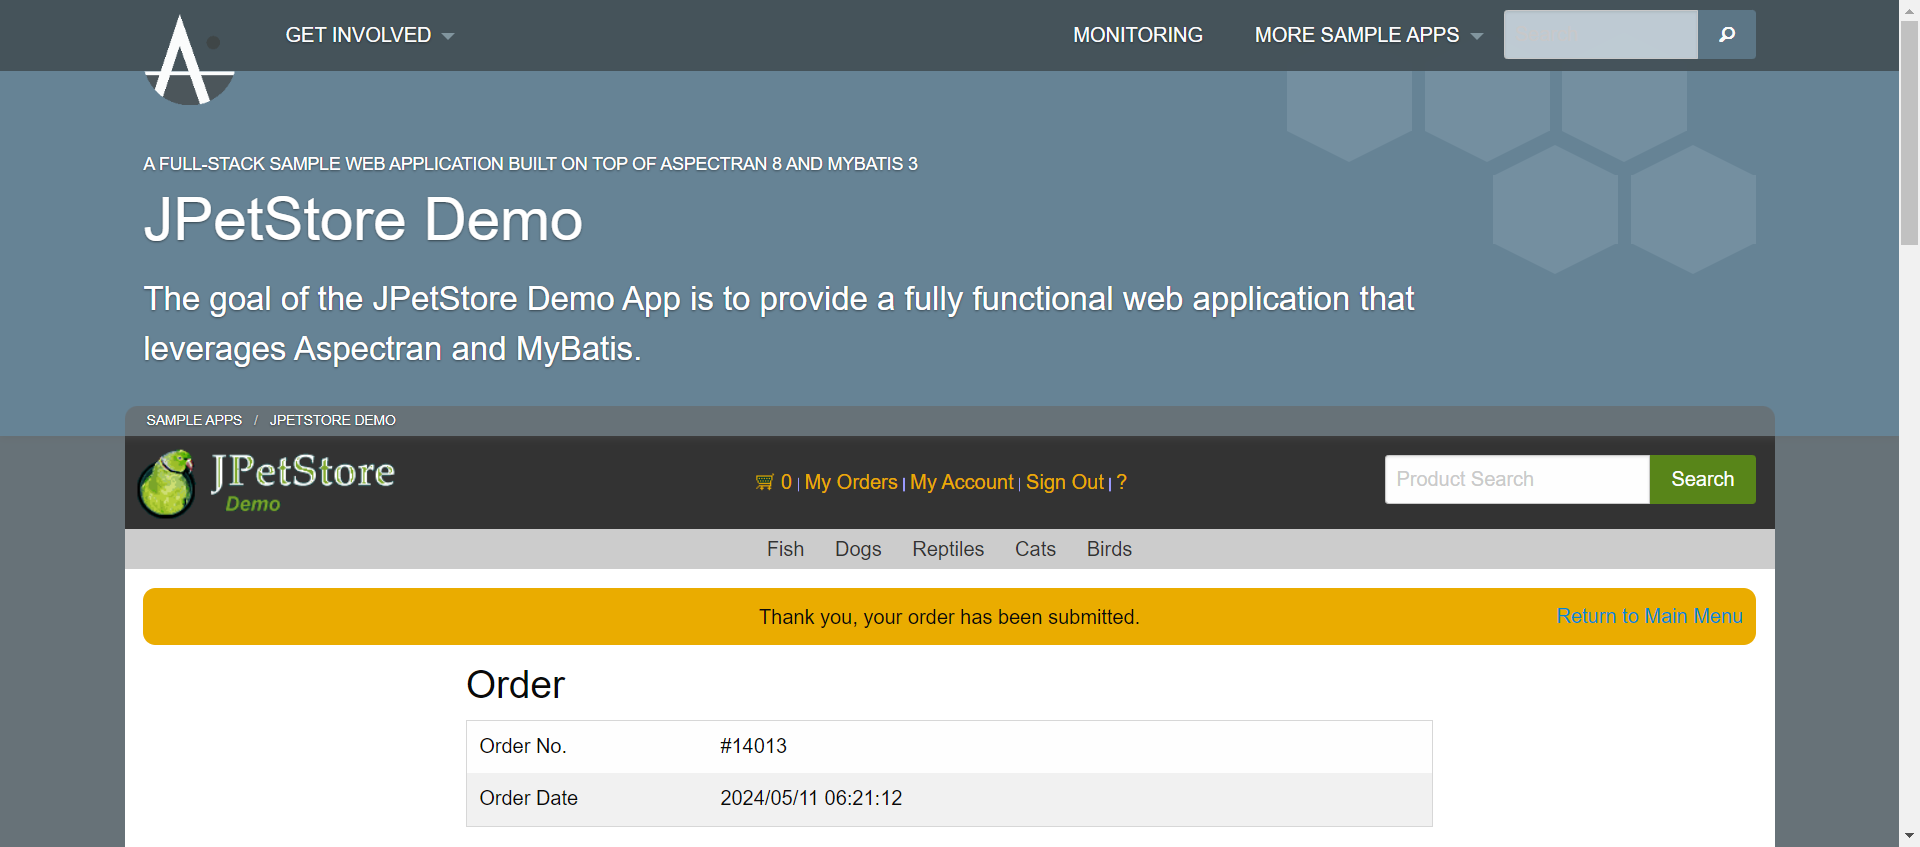 GET INVOLVED
MONITORING
MORE SAMPLE APPS
A FULL-STACK SAMPLE WEB APPLICATION BUILT ON TOP OF ASPECTRAN 8 AND MYBATIS 3
JPetStore Demo
The goal of the JPetStore Demo App is to provide a fully functional web application that
leverages Aspectran and MyBatis.
SAMPLE APPS / JPETSTORE DEMO
JPetStore
Demo
0 | My Orders | My Account | Sign Out | ?
Product Search
Search
Fish Dogs Reptiles Cats Birds
Thank you, your order has been submitted.
Return to Main Menu
Order
Order No. #14013
Order Date 2024/05/11 06:21:12